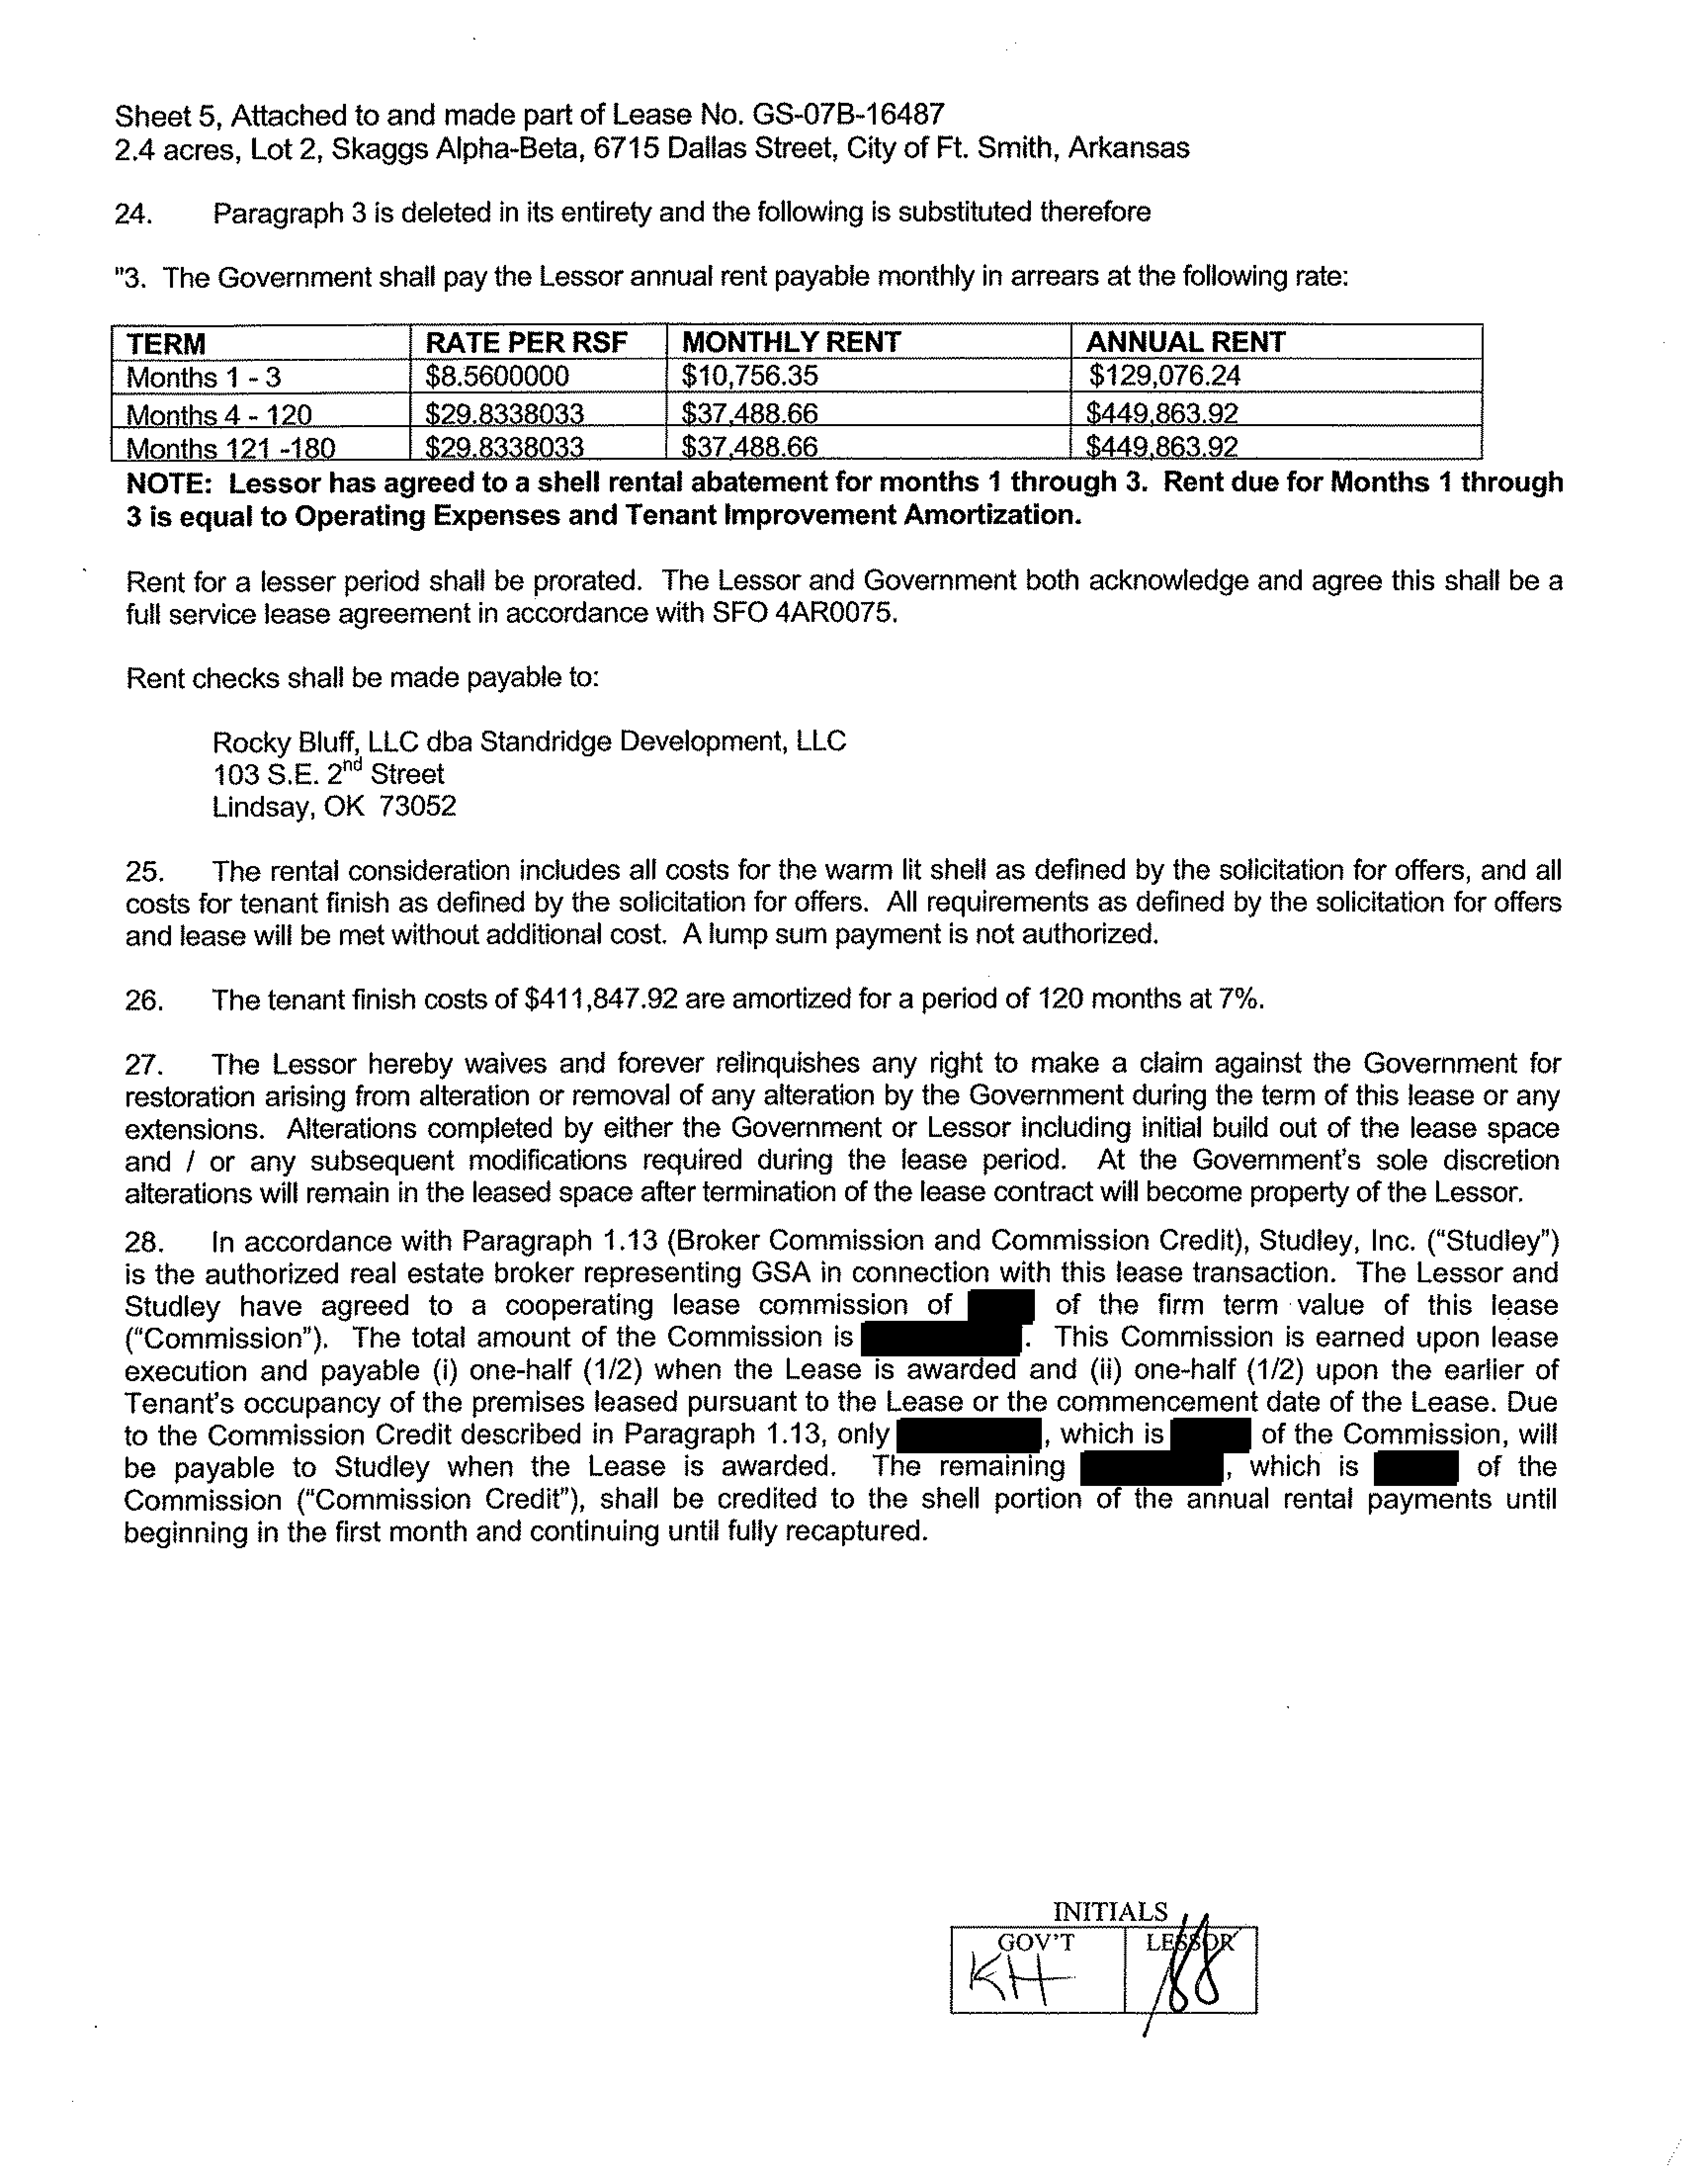 Sheet 5, Attached to and made part of Lease No. GS-07B-16487
2.4 acres, Lot 2, Skaggs Alpha-Beta, 6715 Dallas Street, City of Ft. Smith, Arkansas
24. Paragraph 3 is deleted in its entirety and the following is substituted therefore
"3. The Government shall pay the Lessor annual rent payable monthly in arrears at the following rate:
TERM RATE PER RSF MONTHLY RENT ANNUAL RENT
Months 1 - 3 $8.5600000 $10,756.35 $129,076.24
Months 4 - 120 $29.8338033 $37,488.66 $449,863.92
Months 121 -180 $29.8338033 $37,488.66 $449,863.92
NOTE: Lessor has agreed to a shell rental abatement for months 1 through 3. Rent due for Months 1 through
3 is equal to Operating Expenses and Tenant Improvement Amortization.
Rent for a lesser period shall be prorated. The Lessor and Government both acknowledge and agree this shall be a
full service lease agreement in accordance with SFO 4AR0075.
Rent checks shall be made payable to:
Rocky Bluff, LLC dba Standridge Development, LLC
103 S.E. 2nd Street
Lindsay, OK 73052
25. The rental consideration includes all costs for the warm lit shell as defined by the solicitation for offers, and all
costs for tenant finish as defined by the solicitation for offers. All requirements as defined by the solicitation for offers
and lease will be met without additional cost. A lump sum payment is not authorized.
26. The tenant finish costs of $411,847.92 are amortized for a period of 120 months at 7%.
27. The Lessor hereby waives and forever relinquishes any right to make a claim against the Government for
restoration arising from alteration or removal of any alteration by the Government during the term of this lease or any
extensions. Alterations completed by either the Government or Lessor including initial build out of the lease space
and / or any subsequent modifications required during the lease period. At the Government's sole discretion
alterations will remain in the leased space after termination of the lease contract will become property of the Lessor.
28. In accordance with Paragraph 1.13 (Broker Commission and Commission Credit), Studley, Inc. ("Studley")
is the authorized real estate broker representing GSA in connection with this lease transaction. The Lessor and
Studley have agreed to a cooperating lease commission of of the firm term value of this lease
("Commission"). The total amount of the Commission is . This Commission is earned upon lease
execution and payable (i) one-half (1/2) when the Lease is awarded and (ii) one-half (1/2) upon the earlier of
Tenant's occupancy of the premises leased pursuant to the Lease or the commencement date of the Lease. Due
to the Commission Credit described in Paragraph 1.13, only , which is of the Commission, will
be payable to Studley when the Lease is awarded. The remaining , which is of the
Commission ("Commission Credit"), shall be credited to the shell portion of the annual rental payments until
beginning in the first month and continuing until fully recaptured.
INITIALS
GOV'T LESSOR
KH